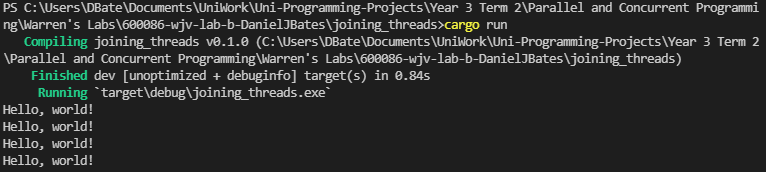 PS C:\Users\DBate\Documents\UniWork\Uni-Programming-Projects\Year 3 Term 2\Parallel and Concurrent Programmi
ng\Warren's Labs\600086-wjv-lab-b-DanielJBates\joining_threads>cargo run
   Compiling joining_threads v0.1.0 (C:\Users\DBate\Documents\UniWork\Uni-Programming-Projects\Year 3 Term 2
\Parallel and Concurrent Programming\Warren's Labs\600086-wjv-lab-b-DanielJBates\joining_threads)
    Finished dev [unoptimized + debuginfo] target(s) in 0.84s
     Running `target\debug\joining_threads.exe`
Hello, world!
Hello, world!
Hello, world!
Hello, world!